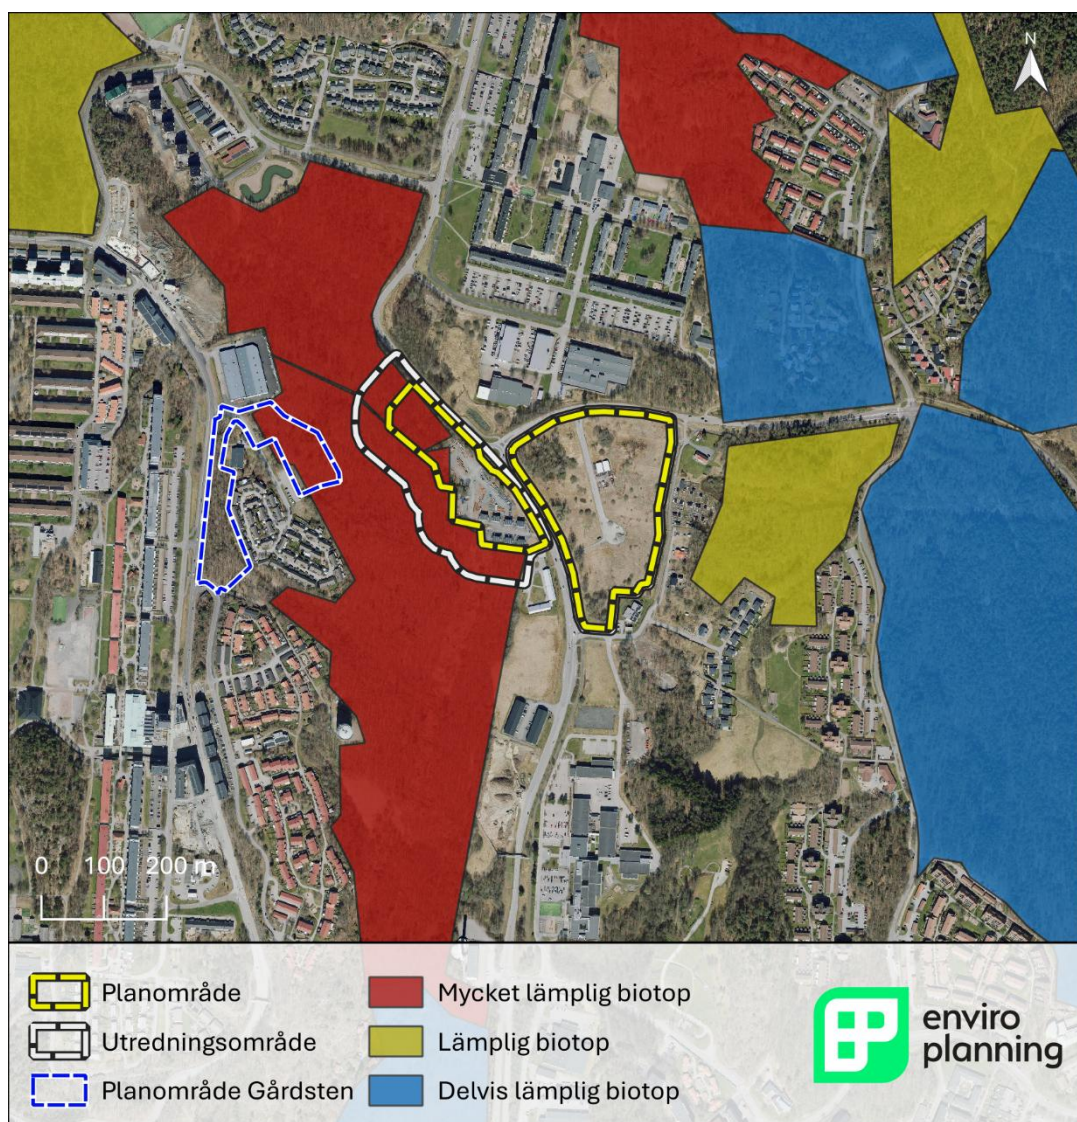 N
0 100 200 m
Planområde
Utredningsområde
Planområde Gårdsten
Mycket lämplig biotop
Lämplig biotop
Delvis lämplig biotop
enviro
planning